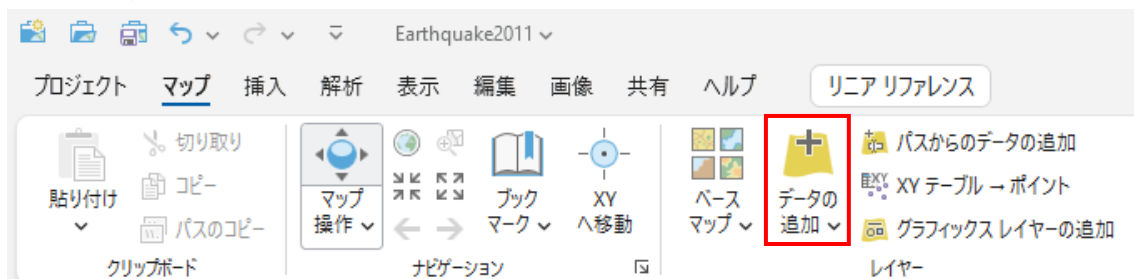 Earthquake2011
プロジェクト マップ 挿入 解析 表示 編集 画像 共有 ヘルプ リニア リファレンス
貼り付け
切り取り
コピー
パスのコピー
クリップボード
マップ
操作
ブック
マーク
XY
へ移動
ナビゲーション
ベース
マップ
データの
追加
パスからのデータの追加
XY テーブル → ポイント
グラフィックス レイヤーの追加
レイヤー